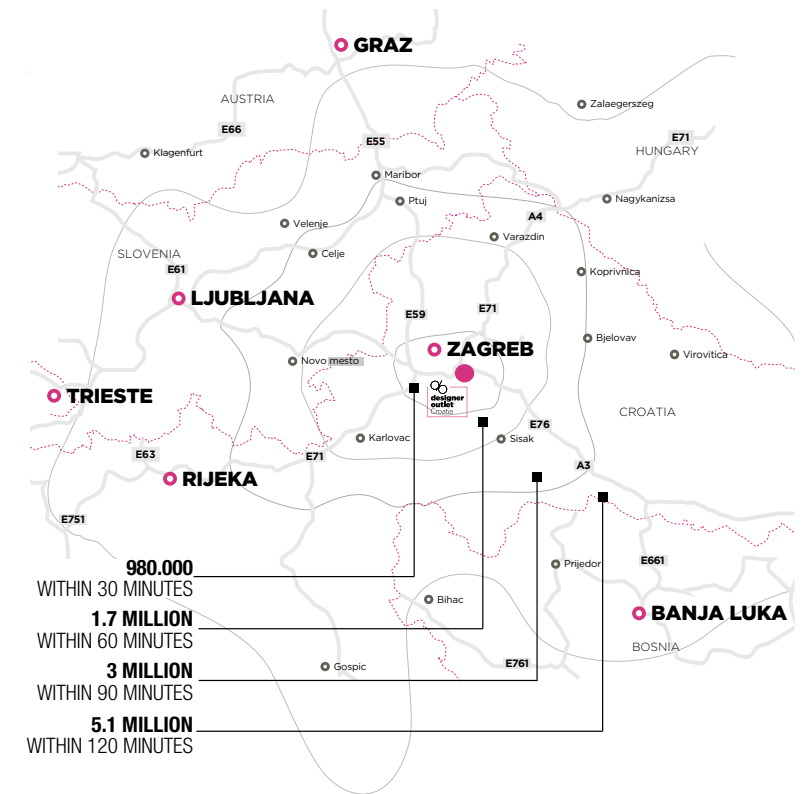 GRAZ
Zalaegerszeg
AUSTRIA
E66
E71
E55
HUNGARY
Klagenfurt
Maribor
Ptuj
Nagykanizsa
A4
Velenje
Varazdin
SLOVENIA
Celje
E61
Koprivnica
LJUBLJANA
E59
E71
Bjelovav
ZAGREB
Virovitica
Novo mesto
designer
outlet
Croatia
TRIESTE
CROATIA
E76
Karlovac
Sisak
E63
E71
A3
RIJEKA
E751
980.000
WITHIN 30 MINUTES
Prijedor
E661
1.7 MILLION
WITHIN 60 MINUTES
Bihac
BANJA LUKA
BOSNIA
3 MILLION
WITHIN 90 MINUTES
Gospic
E761
5.1 MILLION
WITHIN 120 MINUTES